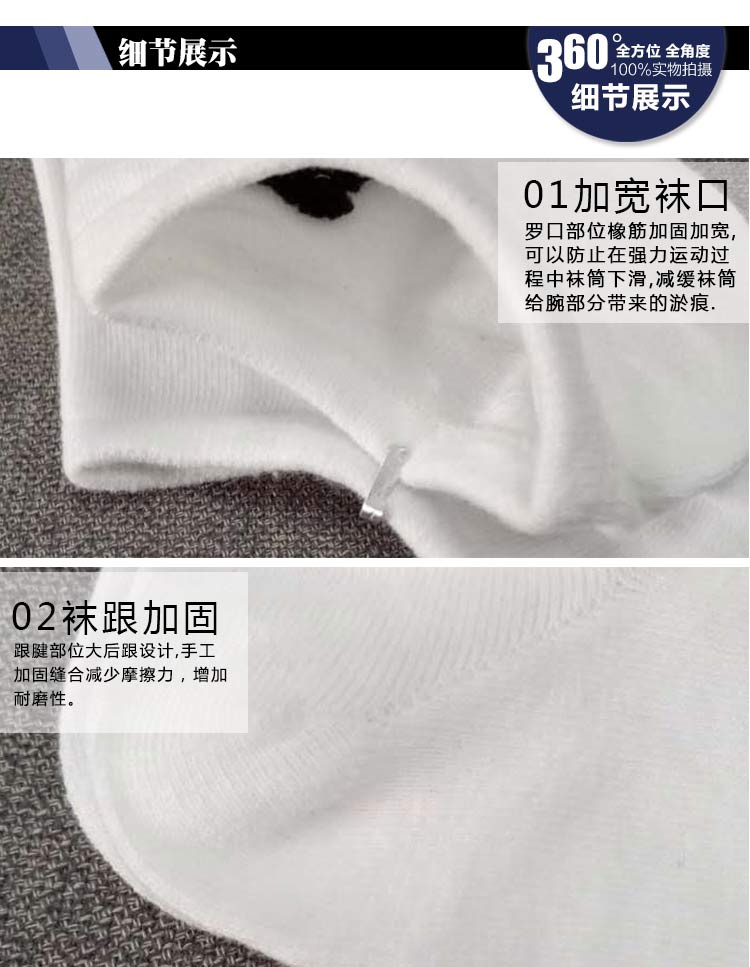 细节展示
360°全方位 全角度
100%实物拍摄
细节展示
01加宽袜口
罗口部位橡筋加固加宽,
可以防止在强力运动过
程中袜筒下滑,减缓袜筒
给腕部分带来的淤痕.
02袜跟加固
跟腱部位大后跟设计,手工
加固缝合减少摩擦力，增加
耐磨性。